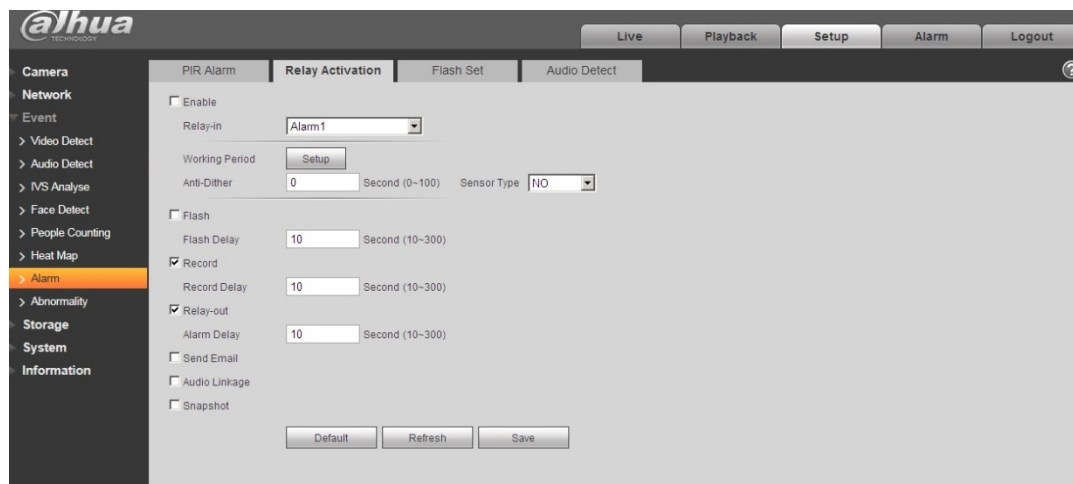 alhua
TECHNOLOGY
Live Playback Setup Alarm Logout
Camera
Network
Event
> Video Detect
> Audio Detect
> IVS Analyse
> Face Detect
> People Counting
> Heat Map
> Alarm
> Abnormality
Storage
System
Information
PIR Alarm Relay Activation Flash Set Audio Detect ?
Enable
Relay-in Alarm1
Working Period Setup
Anti-Dither 0 Second (0~100) Sensor Type NO
Flash
Flash Delay 10 Second (10~300)
Record
Record Delay 10 Second (10~300)
Relay-out
Alarm Delay 10 Second (10~300)
Send Email
Audio Linkage
Snapshot
Default Refresh Save